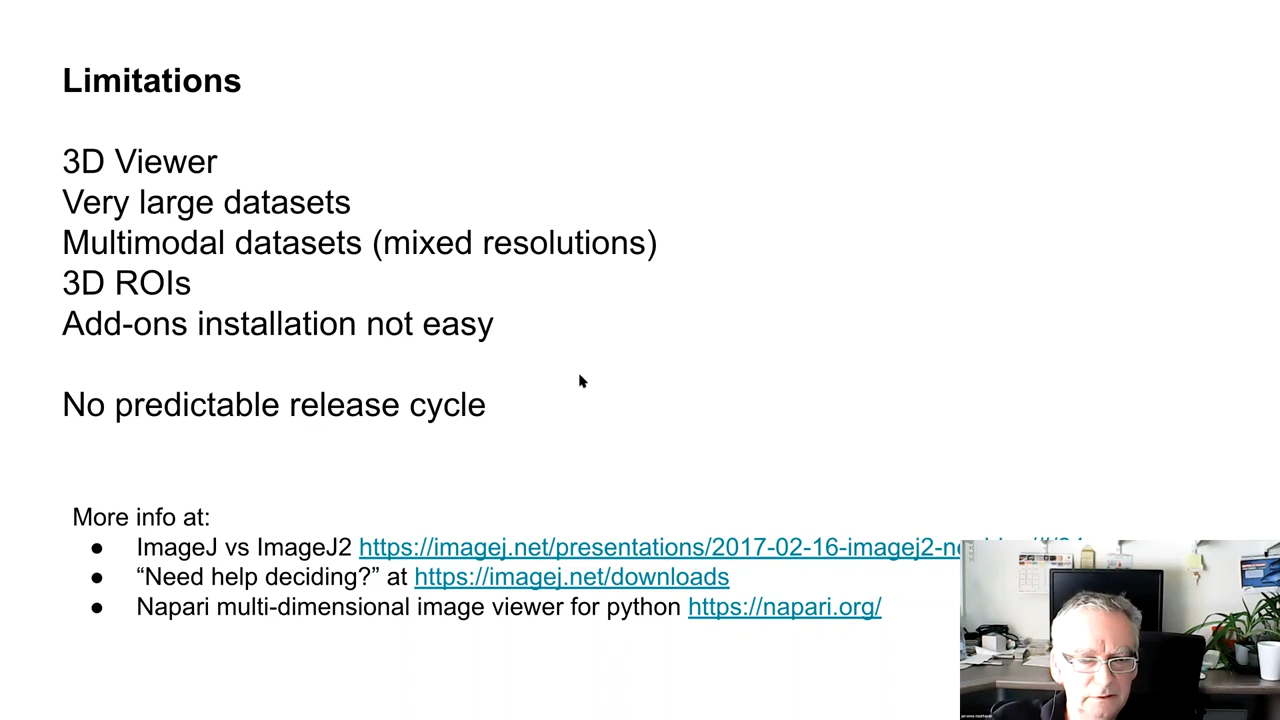 Limitations
3D Viewer
Very large datasets
Multimodal datasets (mixed resolutions)
3D ROIs
Add-ons installation not easy
No predictable release cycle
More info at:
● ImageJ vs ImageJ2 https://imagej.net/presentations/2017-02-16-imagej2-n
● “Need help deciding?” at https://imagej.net/downloads
● Napari multi-dimensional image viewer for python https://napari.org/